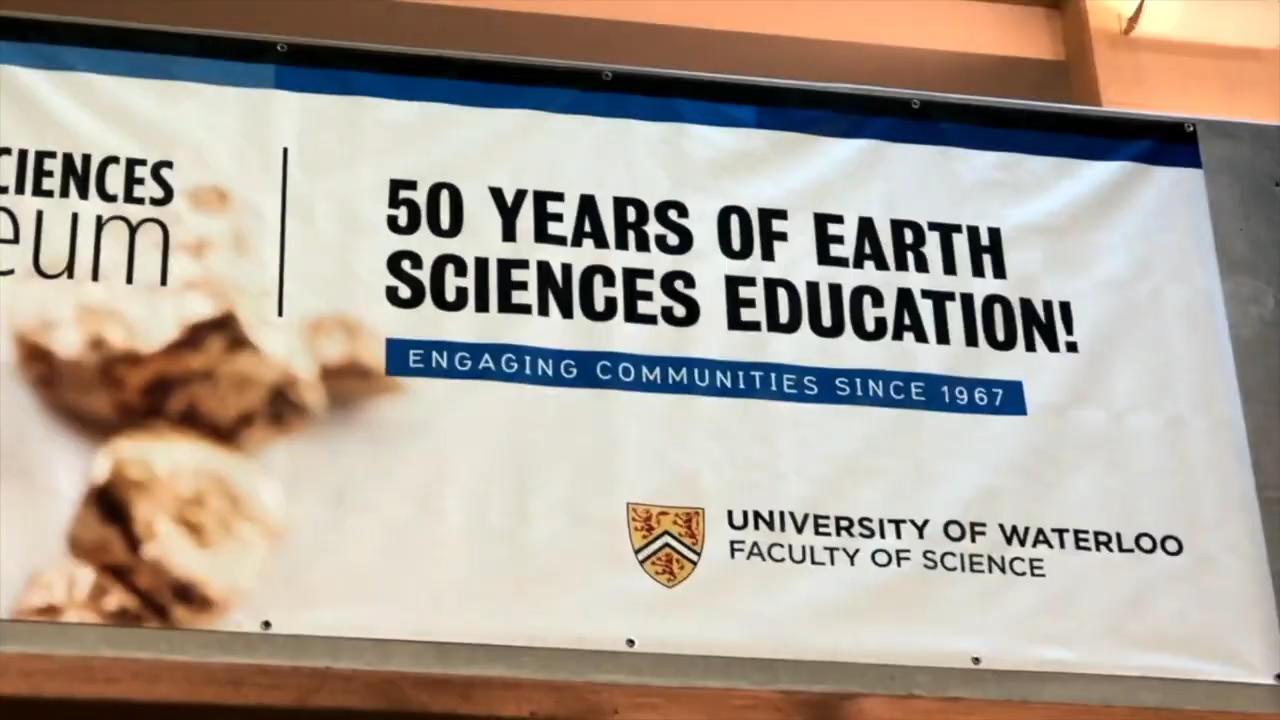 CIENCES
eum
50 YEARS OF EARTH
SCIENCES EDUCATION!
ENGAGING COMMUNITIES SINCE 1967
UNIVERSITY OF WATERLOO
FACULTY OF SCIENCE